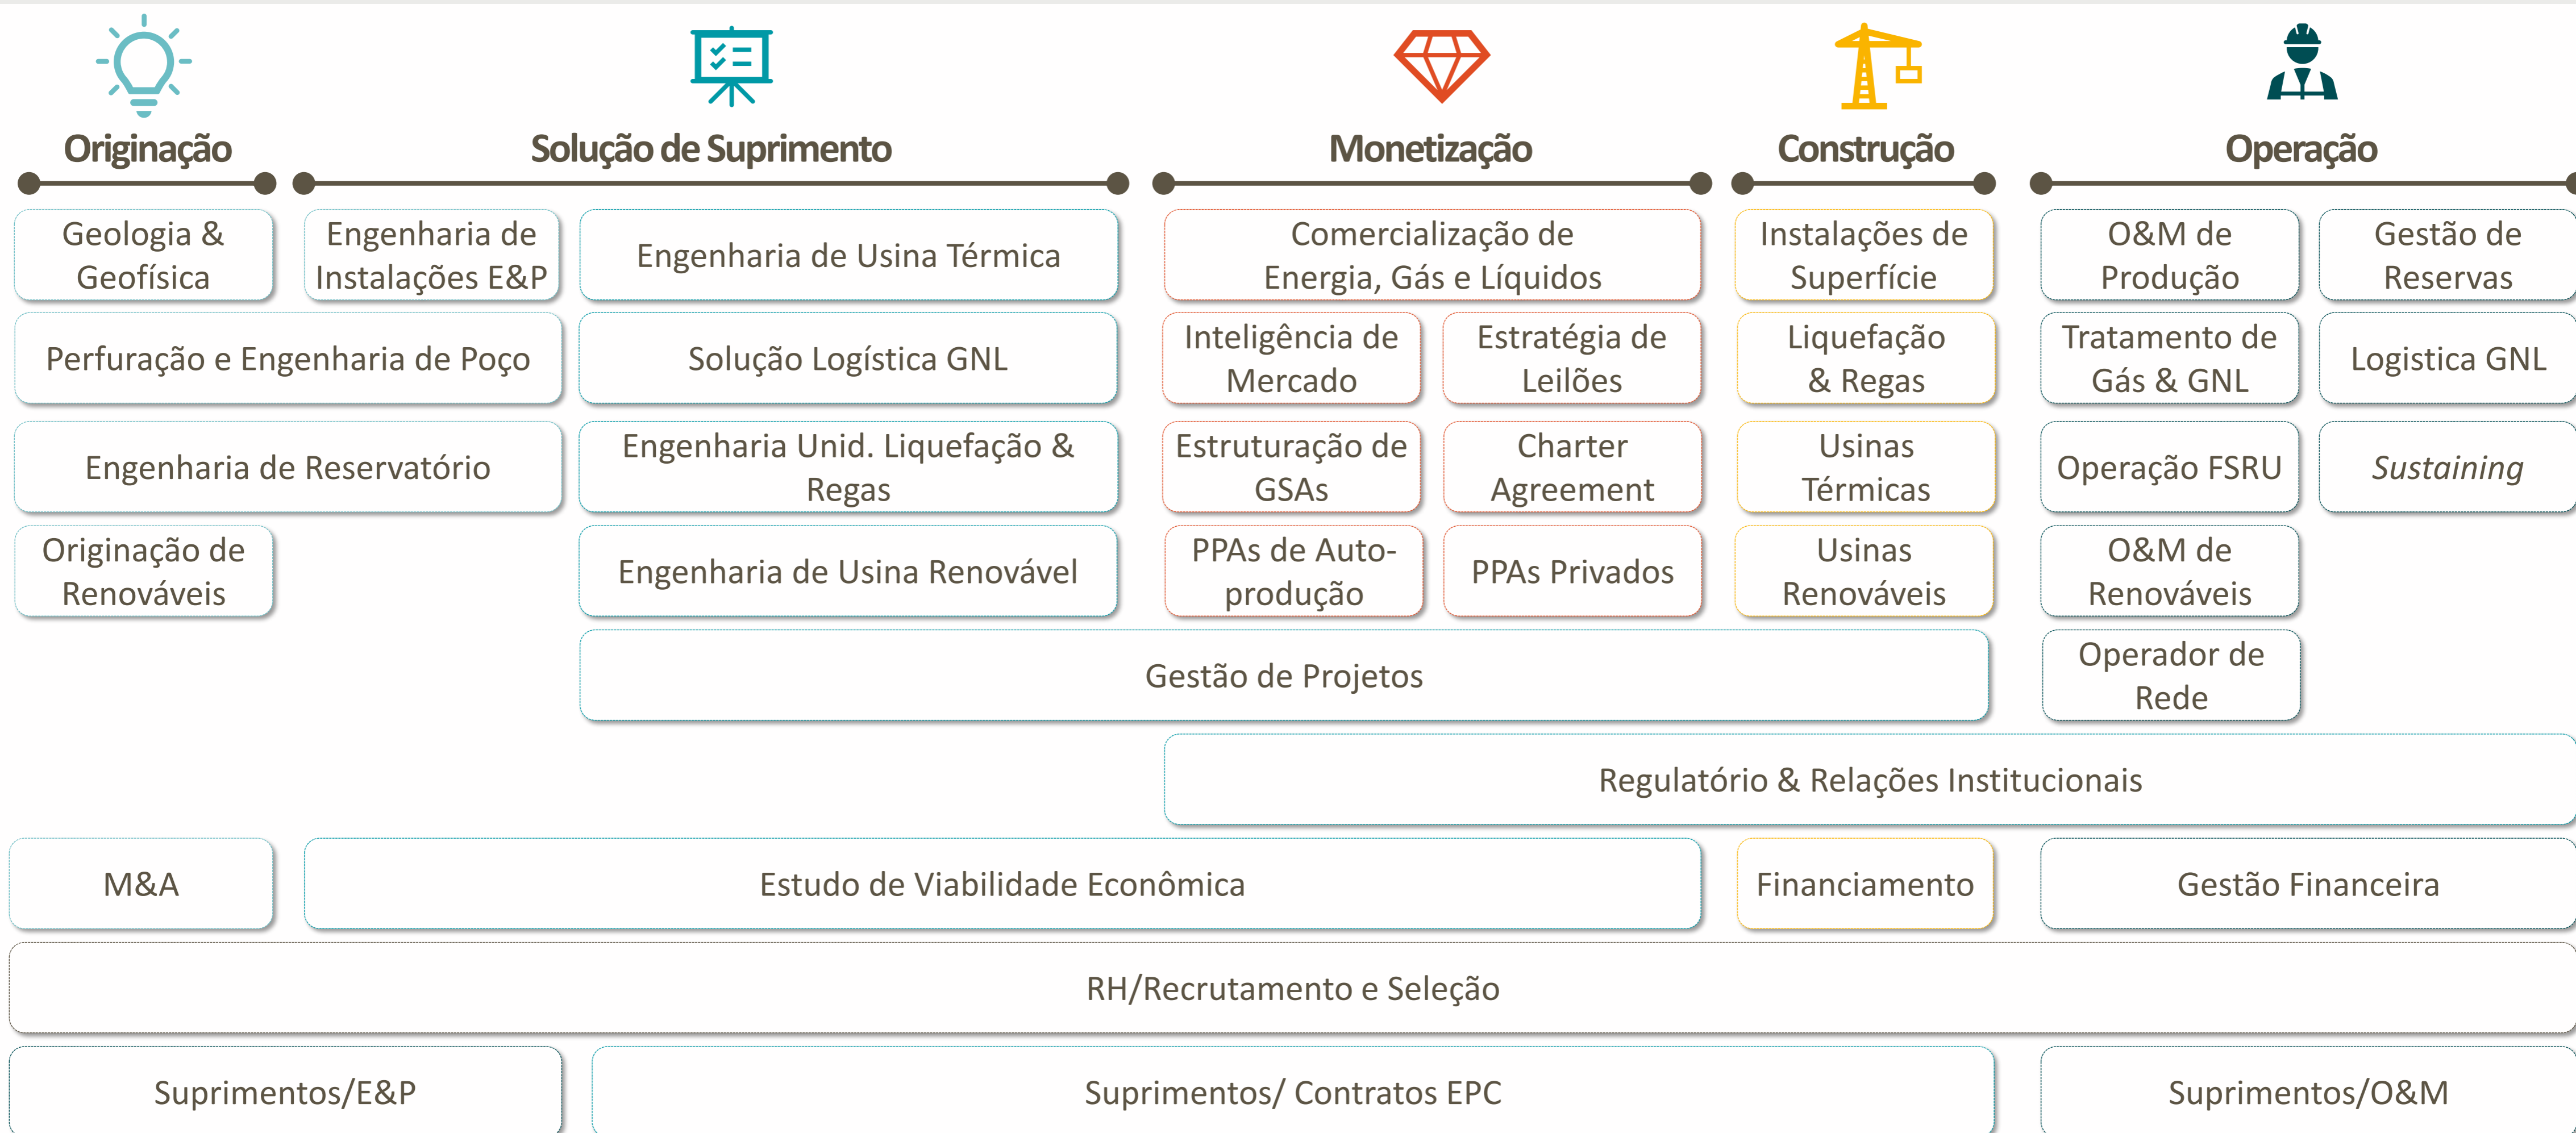 Originação
Solução de Suprimento
Monetização
Construção
Operação
Geologia &
Geofísica
Engenharia de
Instalações E&P
Engenharia de Usina Térmica
Comercialização de
Energia, Gás e Líquidos
Instalações de
Superfície
O&M de
Produção
Gestão de
Reservas
Perfuração e Engenharia de Poço
Solução Logística GNL
Inteligência de
Mercado
Estratégia de
Leilões
Liquefação
& Regas
Tratamento de
Gás & GNL
Logistica GNL
Engenharia de Reservatório
Engenharia Unid. Liquefação &
Regas
Estruturação de
GSAs
Charter
Agreement
Usinas
Térmicas
Operação FSRU
Sustaining
Originação de
Renováveis
Engenharia de Usina Renovável
PPAs de Auto-
produção
PPAs Privados
Usinas
Renováveis
O&M de
Renováveis
Gestão de Projetos
Operador de
Rede
Regulatório & Relações Institucionais
M&A
Estudo de Viabilidade Econômica
Financiamento
Gestão Financeira
RH/Recrutamento e Seleção
Suprimentos/E&P
Suprimentos/ Contratos EPC
Suprimentos/O&M